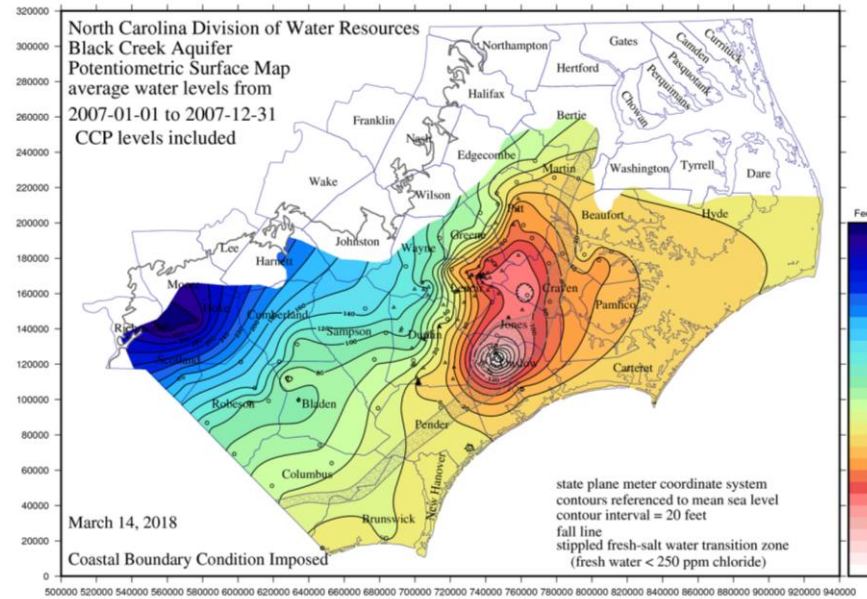 North Carolina Division of Water Resources
Black Creek Aquifer
Potentiometric Surface Map
average water levels from
2007-01-01 to 2007-12-31
CCP levels included
320000
300000
280000
260000
240000
220000
200000
180000
160000
140000
120000
100000
80000
60000
40000
20000
0
Northampton
Gates
Camden
Currituck
Pasquotank
Perquimans
Hertford
Chowan
Halifax
Bertie
Franklin
Nash
Edgecombe
Martin
Washington
Tyrrell
Dare
Wake
Wilson
Pitt
Beaufort
Hyde
Greene
Johnston
Wayne
Lee
Harnett
Lenoir
Craven
Pamlico
Moore
Hoke
Cumberland
Sampson
Duplin
Jones
Onslow
Carteret
Scotland
Robeson
Bladen
Pender
Columbus
New Hanover
Brunswick
140
120
100
80
state plane meter coordinate system
contours referenced to mean sea level
contour interval = 20 feet
fall line
stippled fresh-salt water transition zone
(fresh water < 250 ppm chloride)
March 14, 2018
Coastal Boundary Condition Imposed
500000 520000 540000 560000 580000 600000 620000 640000 660000 680000 700000 720000 740000 760000 780000 800000 820000 840000 860000 880000 900000 920000 940000